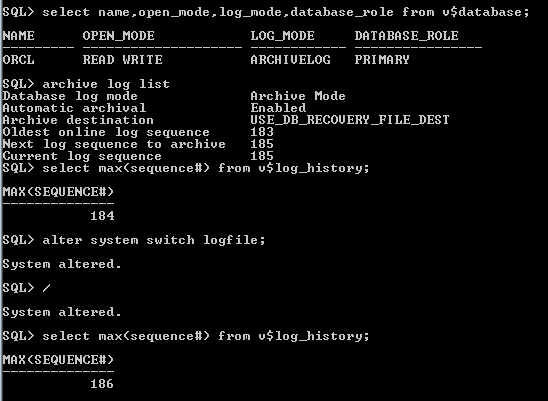 SQL> select name,open_mode,log_mode,database_role from v$database;
NAME      OPEN_MODE            LOG_MODE     DATABASE_ROLE
--------- -------------------- ------------ ----------------
ORCL      READ WRITE           ARCHIVELOG   PRIMARY
SQL> archive log list
Database log mode              Archive Mode
Automatic archival             Enabled
Archive destination            USE_DB_RECOVERY_FILE_DEST
Oldest online log sequence     183
Next log sequence to archive   185
Current log sequence           185
SQL> select max(sequence#) from v$log_history;
MAX(SEQUENCE#)
--------------
           184
SQL> alter system switch logfile;
System altered.
SQL> /
System altered.
SQL> select max(sequence#) from v$log_history;
MAX(SEQUENCE#)
--------------
           186